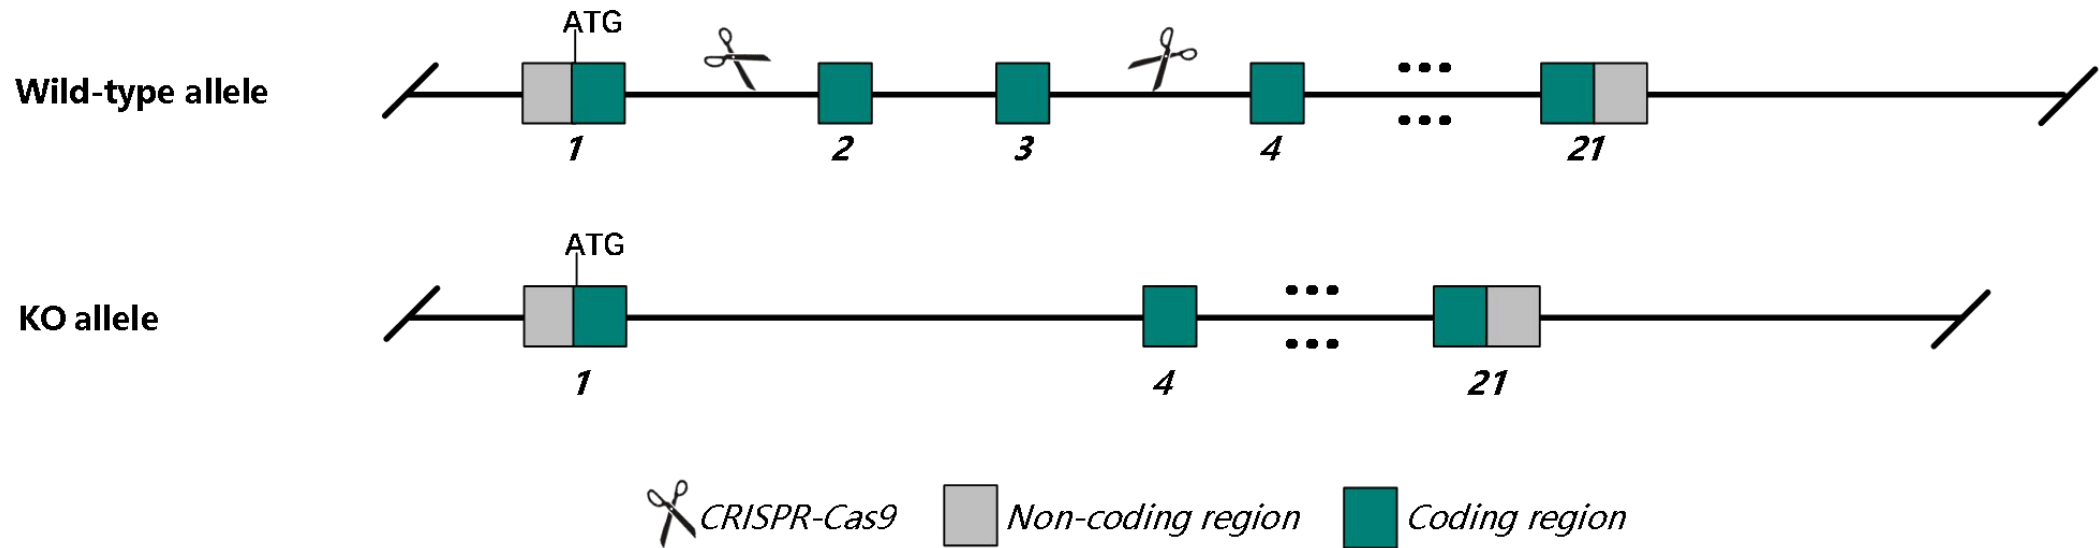 ATG
Wild-type allele
1 2 3 4 21
ATG
KO allele
1 4 21
CRISPR-Cas9 Non-coding region Coding region